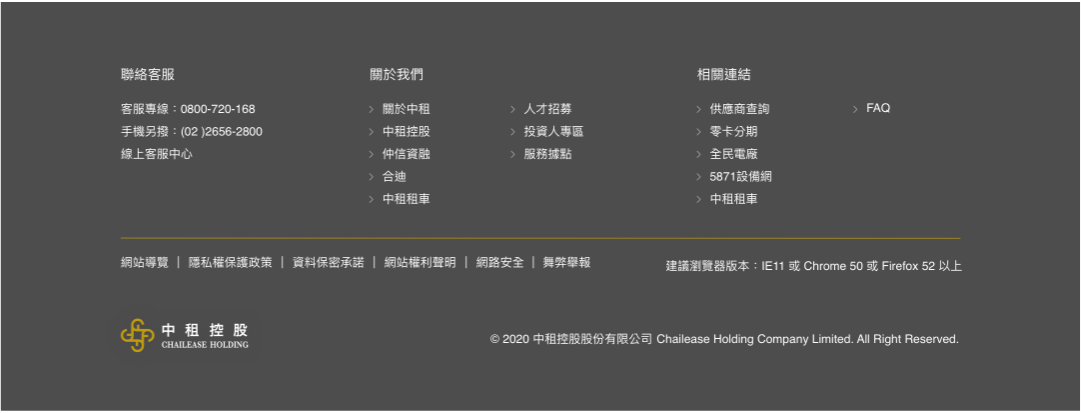 聯絡客服
客服專線：0800-720-168
手機另撥：(02 )2656-2800
線上客服中心
關於我們
關於中租
中租控股
仲信資融
合迪
中租租車
人才招募
投資人專區
服務據點
相關連結
供應商查詢
零卡分期
全民電廠
5871設備網
中租租車
FAQ
網站導覽 | 隱私權保護政策 | 資料保密承諾 | 網站權利聲明 | 網路安全 | 舞弊舉報
建議瀏覽器版本：IE11 或 Chrome 50 或 Firefox 52 以上
中租控股
CHAILEASE HOLDING
© 2020 中租控股股份有限公司 Chailease Holding Company Limited. All Right Reserved.